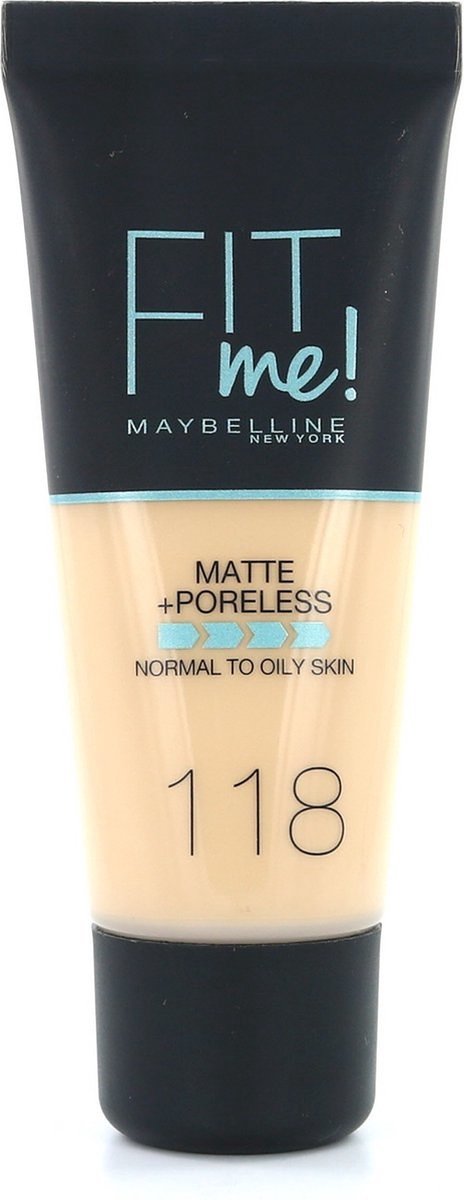 FIT
me!
MAYBELLINE
NEW YORK
MATTE
+PORELESS
NORMAL TO OILY SKIN
118